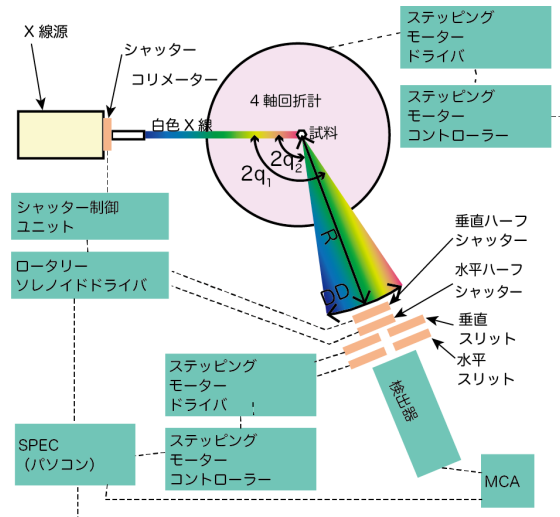 X 線源
シャッター
コリメーター
白色 X 線
4 軸回折計
試料
2q1
2q2
R
DD
ステッピング
モーター
ドライバ
ステッピング
モーター
コントローラー
シャッター制御
ユニット
ロータリー
ソレノイドドライバ
垂直ハーフ
シャッター
水平ハーフ
シャッター
垂直
スリット
水平
スリット
ステッピング
モーター
ドライバ
ステッピング
モーター
コントローラー
検出器
SPEC
(パソコン)
MCA